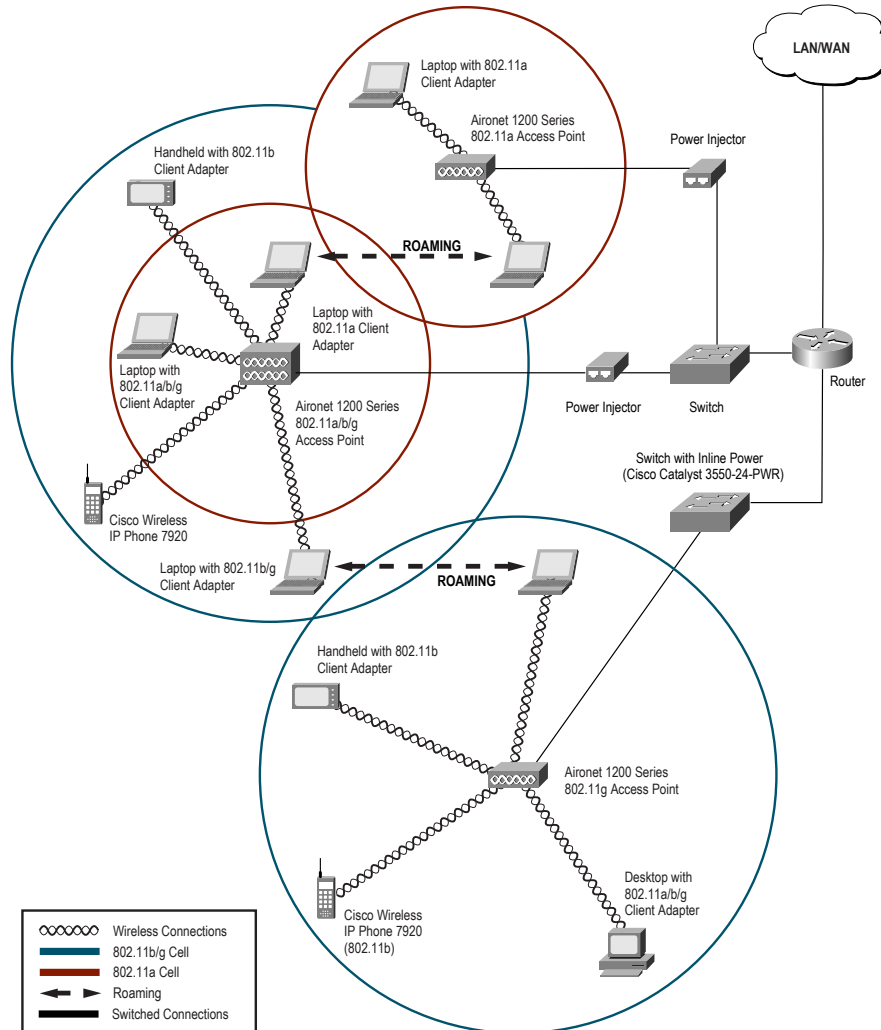 LAN/WAN
Laptop with 802.11a
Client Adapter
Aironet 1200 Series
802.11a Access Point
Power Injector
Handheld with 802.11b
Client Adapter
ROAMING
Laptop with
802.11a Client
Adapter
Laptop with
802.11a/b/g
Client Adapter
Aironet 1200 Series
802.11a/b/g
Access Point
Power Injector
Switch
Router
Switch with Inline Power
(Cisco Catalyst 3550-24-PWR)
Cisco Wireless
IP Phone 7920
Laptop with 802.11b/g
Client Adapter
ROAMING
Handheld with 802.11b
Client Adapter
Aironet 1200 Series
802.11g Access Point
Desktop with
802.11a/b/g
Client Adapter
Cisco Wireless
IP Phone 7920
(802.11b)
Wireless Connections
802.11b/g Cell
802.11a Cell
Roaming
Switched Connections